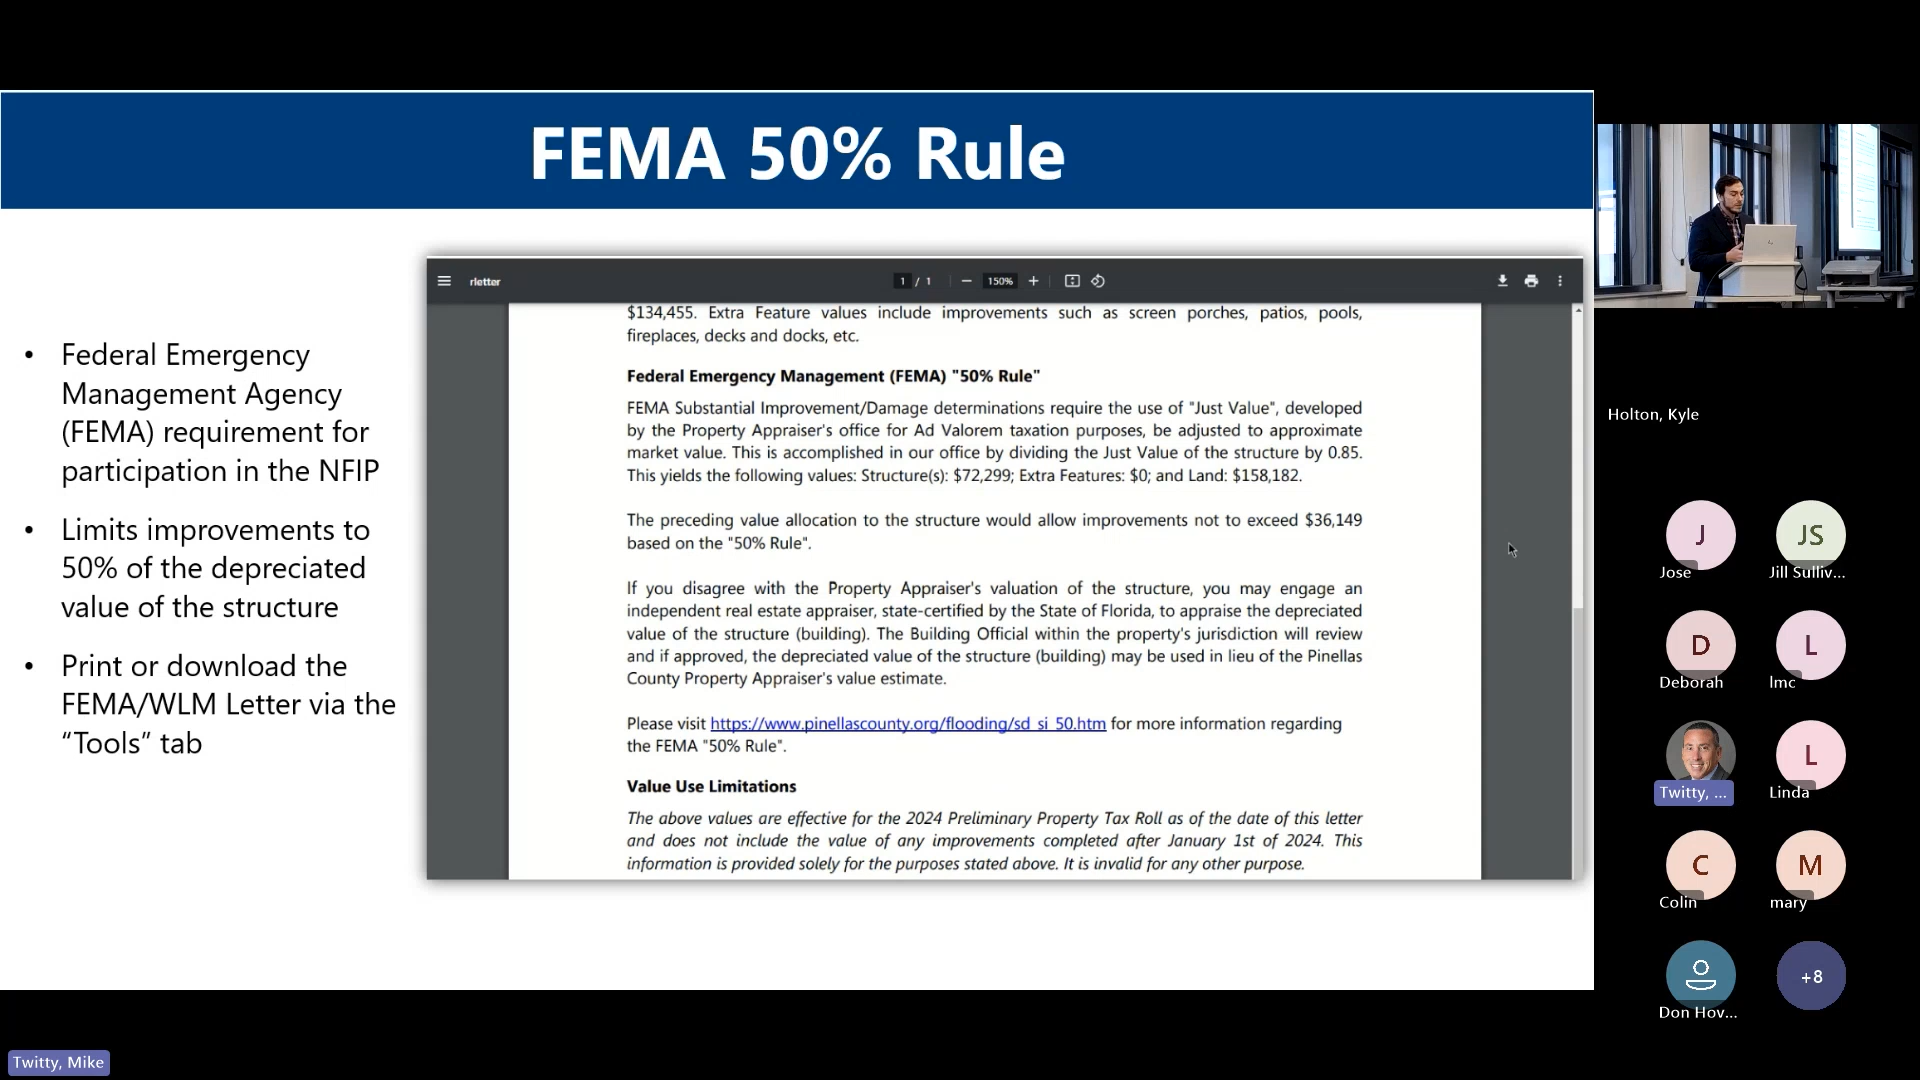 FEMA 50% Rule
• Federal Emergency
Management Agency
(FEMA) requirement for
participation in the NFIP
• Limits improvements to
50% of the depreciated
value of the structure
• Print or download the
FEMA/WLM Letter via the
“Tools” tab
rletter
1 / 1
150%
$134,455. Extra Feature values include improvements such as screen porches, patios, pools,
fireplaces, decks and docks, etc.
Federal Emergency Management (FEMA) "50% Rule"
FEMA Substantial Improvement/Damage determinations require the use of "Just Value", developed
by the Property Appraiser's office for Ad Valorem taxation purposes, be adjusted to approximate
market value. This is accomplished in our office by dividing the Just Value of the structure by 0.85.
This yields the following values: Structure(s): $72,299; Extra Features: $0; and Land: $158,182.
The preceding value allocation to the structure would allow improvements not to exceed $36,149
based on the "50% Rule".
If you disagree with the Property Appraiser's valuation of the structure, you may engage an
independent real estate appraiser, state-certified by the State of Florida, to appraise the depreciated
value of the structure (building). The Building Official within the property's jurisdiction will review
and if approved, the depreciated value of the structure (building) may be used in lieu of the Pinellas
County Property Appraiser's value estimate.
Please visit https://www.pinellascounty.org/flooding/sd_si_50.htm for more information regarding
the FEMA "50% Rule".
Value Use Limitations
The above values are effective for the 2024 Preliminary Property Tax Roll as of the date of this letter
and does not include the value of any improvements completed after January 1st of 2024. This
information is provided solely for the purposes stated above. It is invalid for any other purpose.
Holton, Kyle
J
JS
Jose
Jill Sulliv...
D
L
Deborah
lmc
L
Twitty, ...
Linda
C
M
Colin
mary
+8
Don Hov...
Twitty, Mike